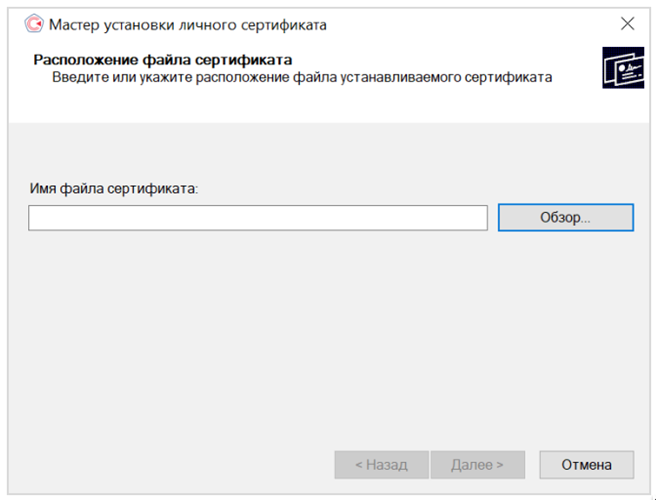 Мастер установки личного сертификата
Расположение файла сертификата
Введите или укажите расположение файла устанавливаемого сертификата
Имя файла сертификата:
Обзор...
< Назад
Далее >
Отмена